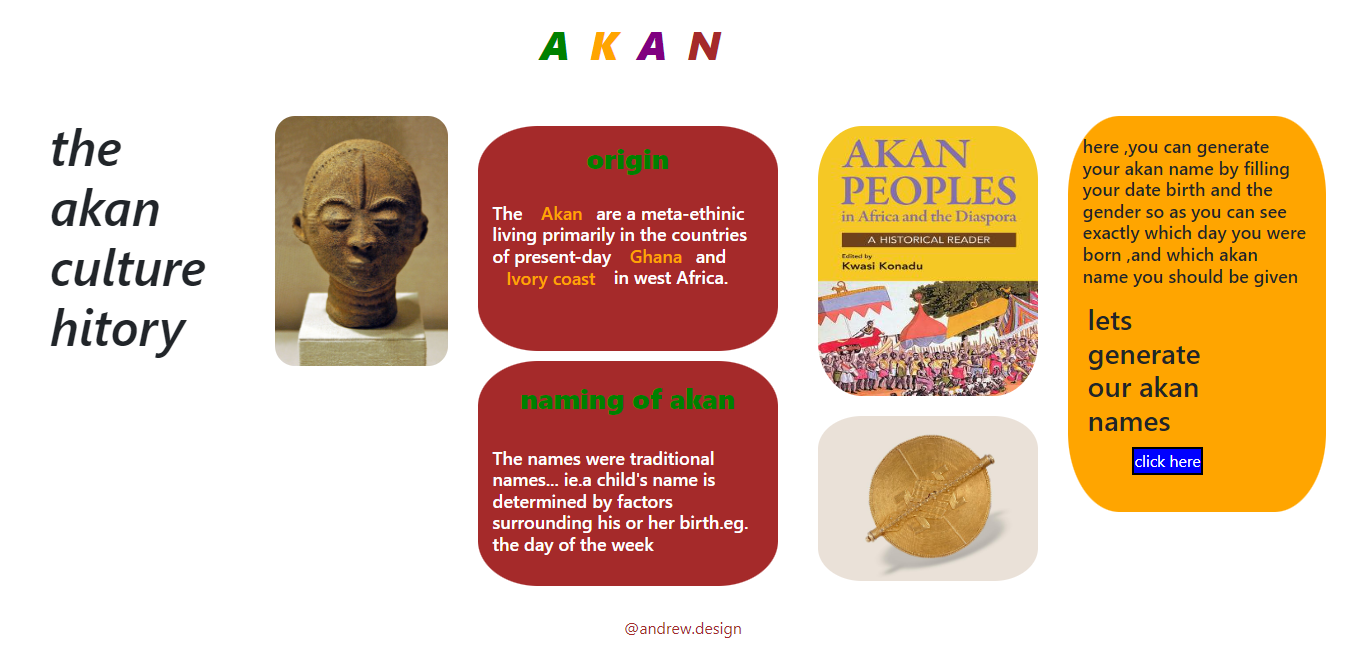 A K A N
the
akan
culture
hitory
origin
The Akan are a meta-ethinic
living primarily in the countries
of present-day Ghana and
Ivory coast in west Africa.
naming of akan
The names were traditional
names... ie.a child's name is
determined by factors
surrounding his or her birth.eg.
the day of the week
AKAN
PEOPLES
in Africa and the Diaspora
A HISTORICAL READER
Edited by
Kwasi Konadu
here ,you can generate
your akan name by filling
your date birth and the
gender so as you can see
exactly which day you were
born ,and which akan
name you should be given
lets
generate
our akan
names
click here
@andrew.design